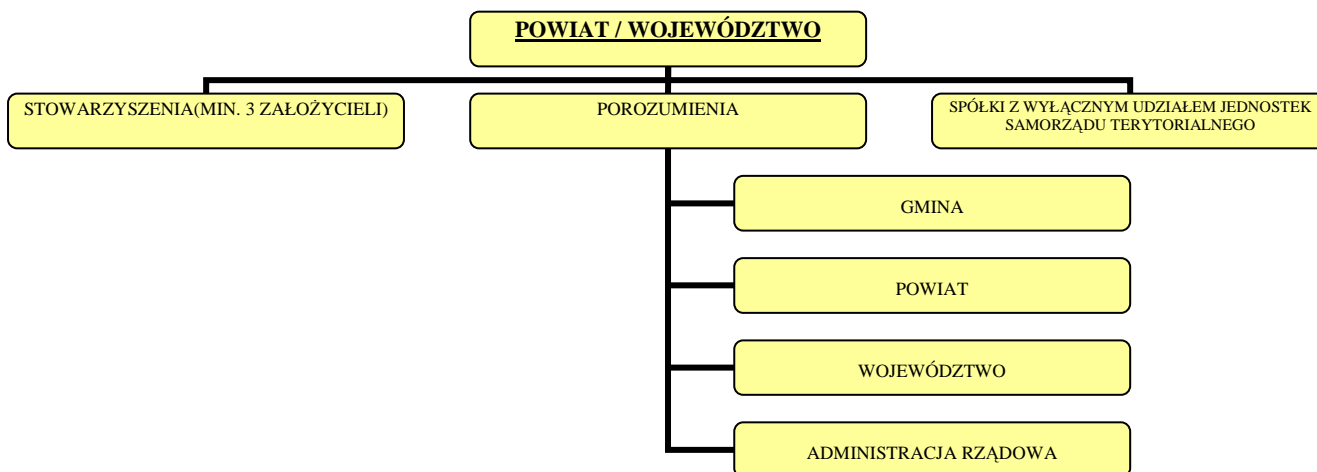 POWIAT / WOJEWÓDZTWO
STOWARZYSZENIA(MIN. 3 ZAŁOŻYCIELI)
POROZUMIENIA
SPÓŁKI Z WYŁĄCZNYM UDZIAŁEM JEDNOSTEK
SAMORZĄDU TERYTORIALNEGO
GMINA
POWIAT
WOJEWÓDZTWO
ADMINISTRACJA RZĄDOWA